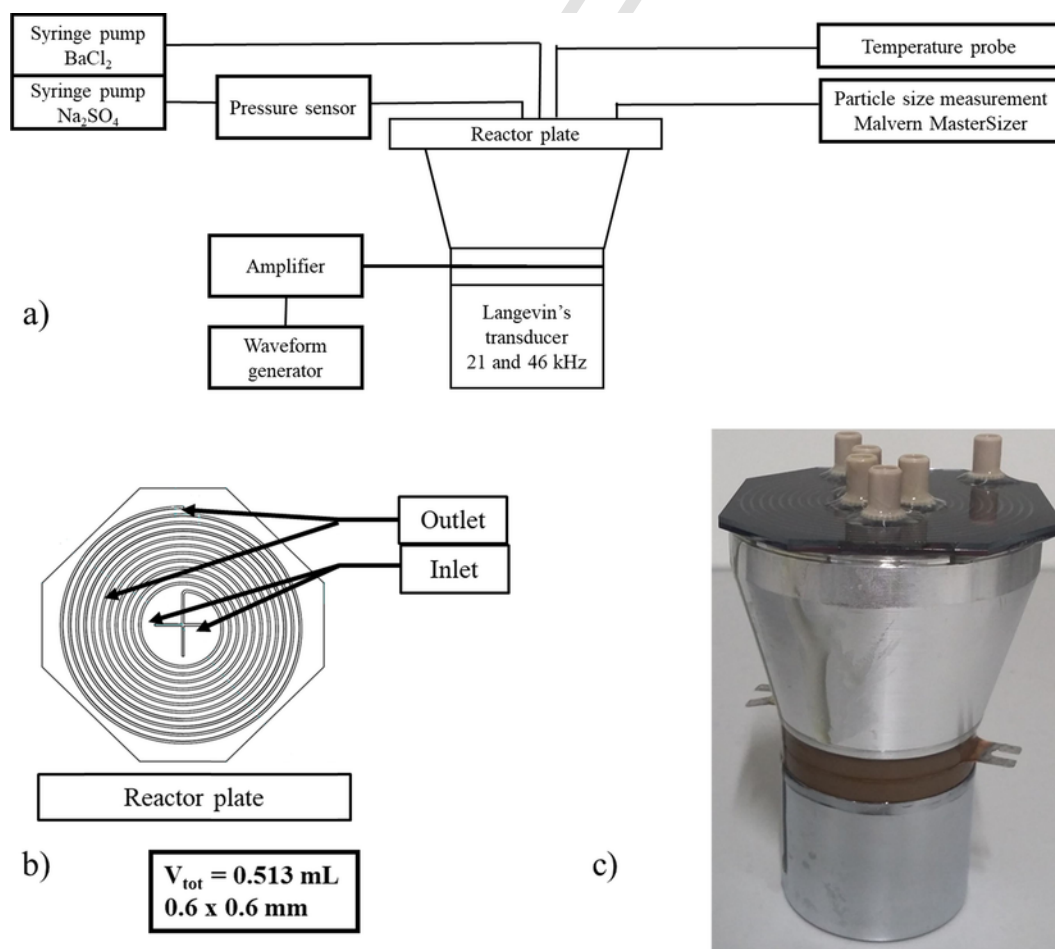 Syringe pump
BaCl₂
Syringe pump
Na₂SO₄
Pressure sensor
Temperature probe
Particle size measurement
Malvern MasterSizer
Reactor plate
Amplifier
Waveform
generator
Langevin's
transducer
21 and 46 kHz
a)
Outlet
Inlet
Reactor plate
b)
V_tot = 0.513 mL
0.6 x 0.6 mm
c)